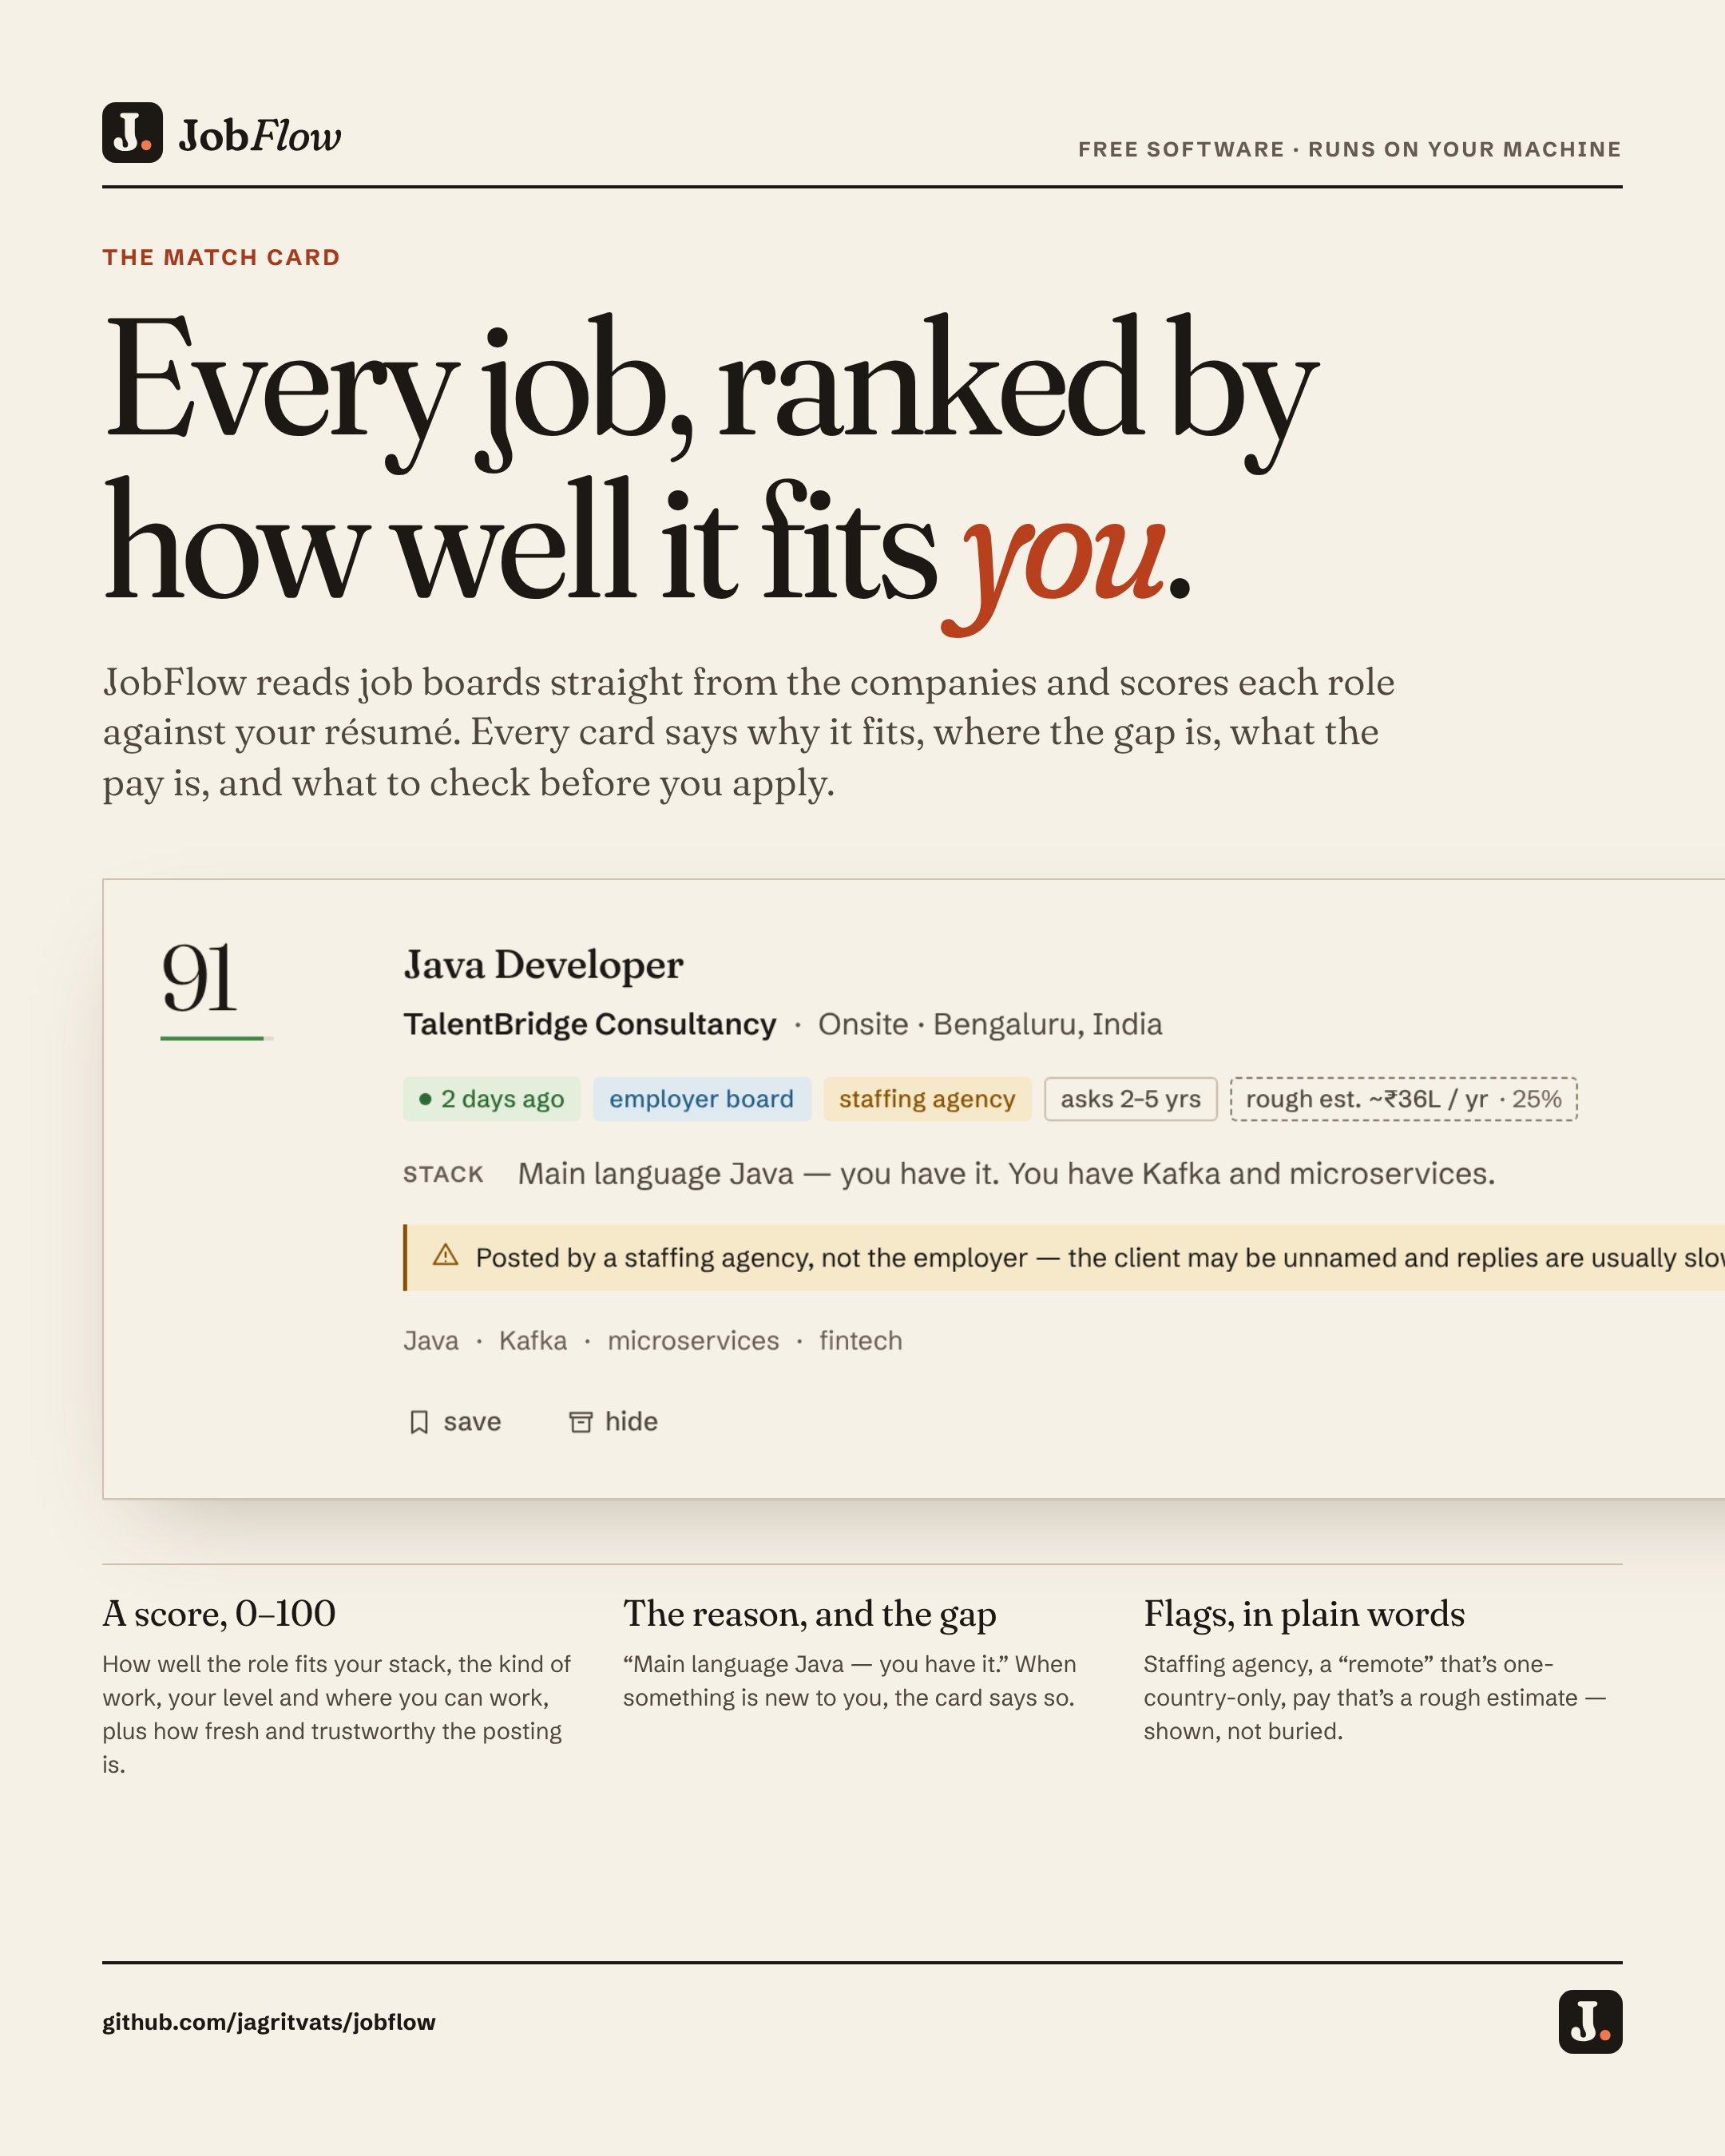 J. JobFlow
FREE SOFTWARE · RUNS ON YOUR MACHINE
THE MATCH CARD
Every job, ranked by
how well it fits you.
JobFlow reads job boards straight from the companies and scores each role
against your résumé. Every card says why it fits, where the gap is, what the
pay is, and what to check before you apply.
91
Java Developer
TalentBridge Consultancy · Onsite · Bengaluru, India
2 days ago employer board staffing agency asks 2–5 yrs rough est. ~₹36L / yr · 25%
STACK Main language Java — you have it. You have Kafka and microservices.
Posted by a staffing agency, not the employer — the client may be unnamed and replies are usually
Java · Kafka · microservices · fintech
save hide
A score, 0–100
How well the role fits your stack, the kind of
work, your level and where you can work,
plus how fresh and trustworthy the posting
is.
The reason, and the gap
“Main language Java — you have it.” When
something is new to you, the card says so.
Flags, in plain words
Staffing agency, a “remote” that’s one-
country-only, pay that’s a rough estimate —
shown, not buried.
github.com/jagritvats/jobflow
J.